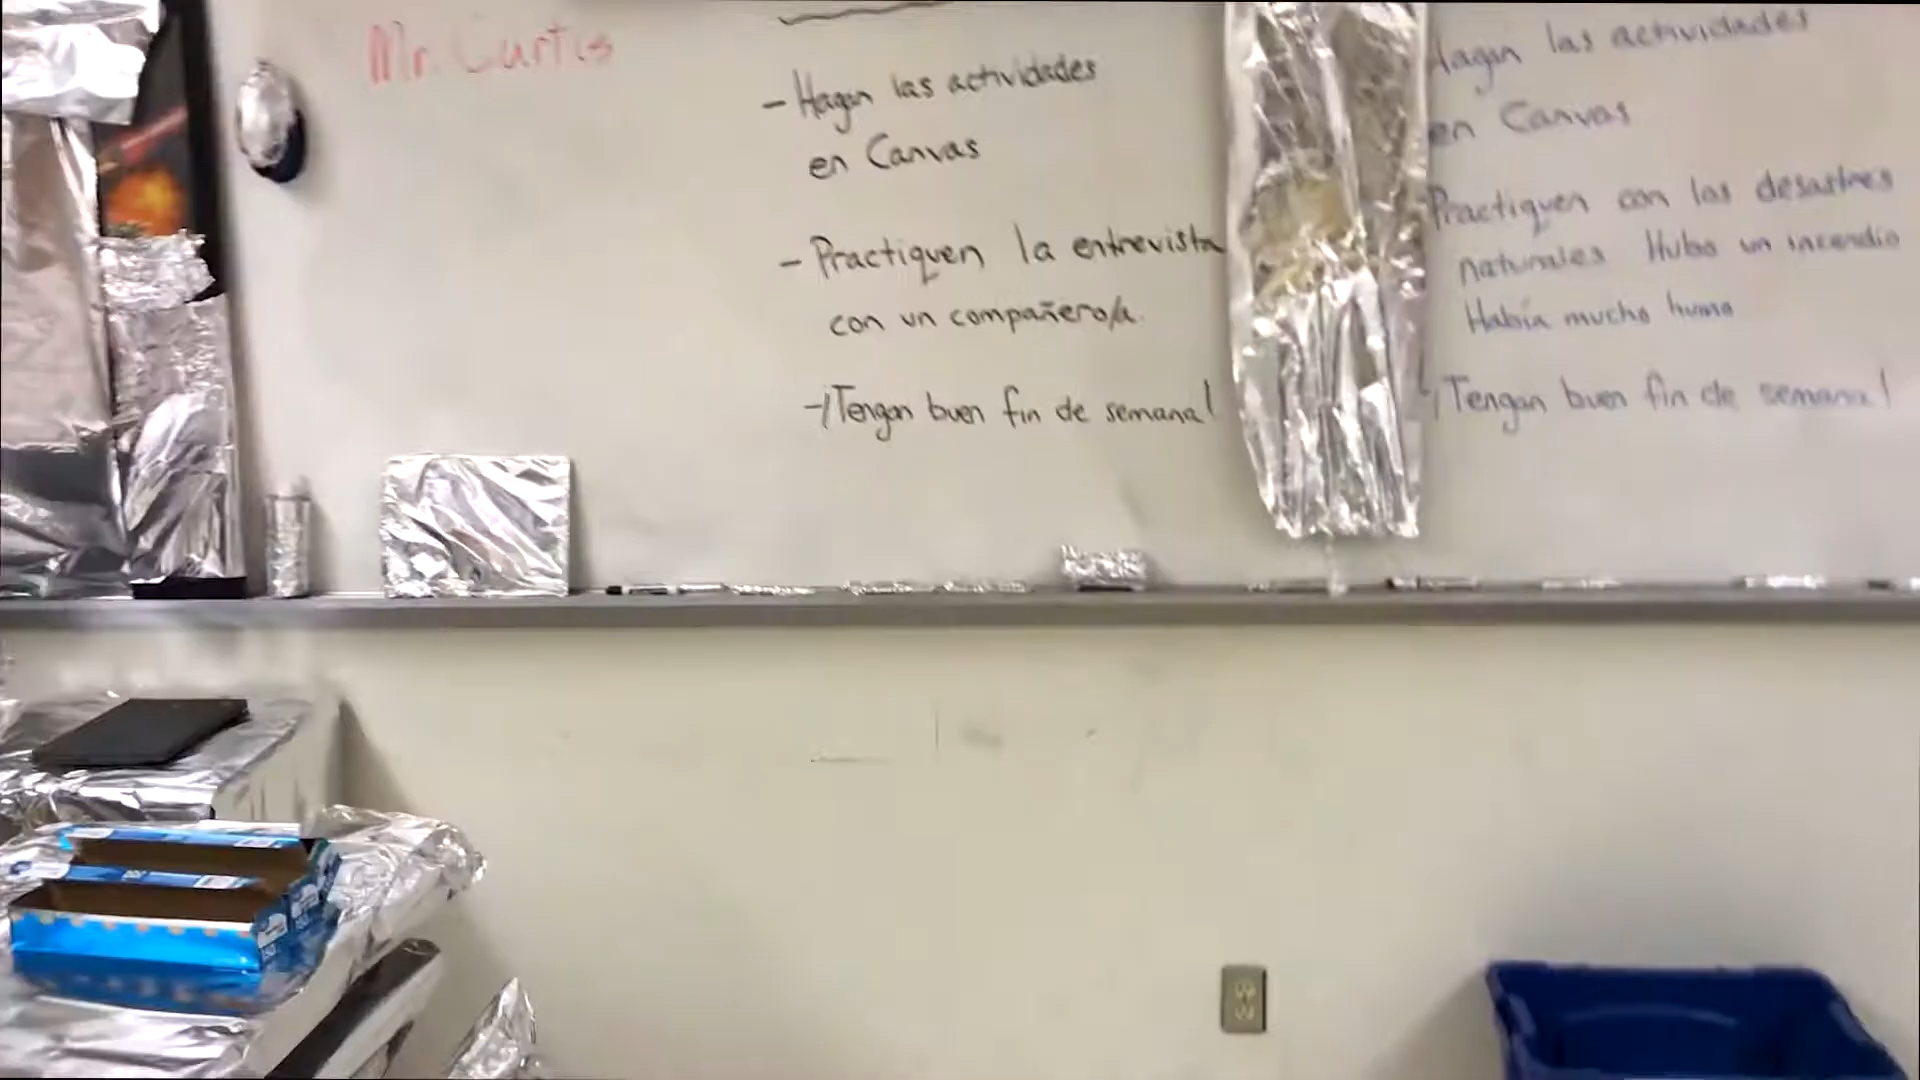 Mr. Curtis
- Hagan las actividades
en Canvas
- Practiquen la entrevista
con un compañero/a.
- ¡Tengan buen fin de semana!
Hagan las actividades
en Canvas
Practiquen con los desastres
naturales Hubo un incendio
Había mucho humo
¡Tengan buen fin de semana!